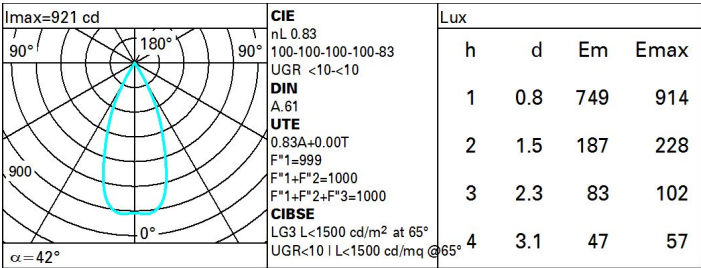 Imax=921 cd
90°
180°
90°
900
0°
α=42°
CIE
nL 0.83
100-100-100-100-83
UGR <10-<10
DIN
A.61
UTE
0.83A+0.00T
F"1=999
F"1+F"2=1000
F"1+F"2+F"3=1000
CIBSE
LG3 L<1500 cd/m² at 65°
UGR<10 | L<1500 cd/mq @65°
Lux
h d Em Emax
1 0.8 749 914
2 1.5 187 228
3 2.3 83 102
4 3.1 47 57